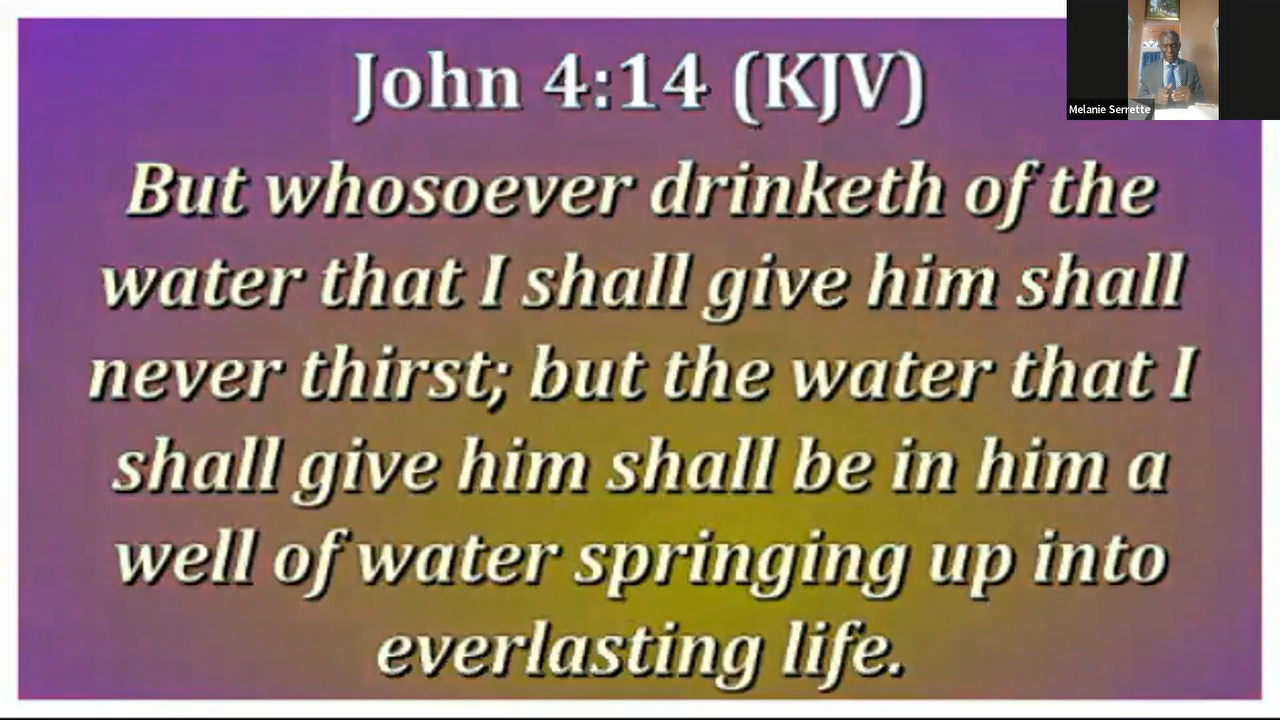 John 4:14 (KJV)
But whosoever drinketh of the
water that I shall give him shall
never thirst; but the water that I
shall give him shall be in him a
well of water springing up into
everlasting life.
Melanie Serrette